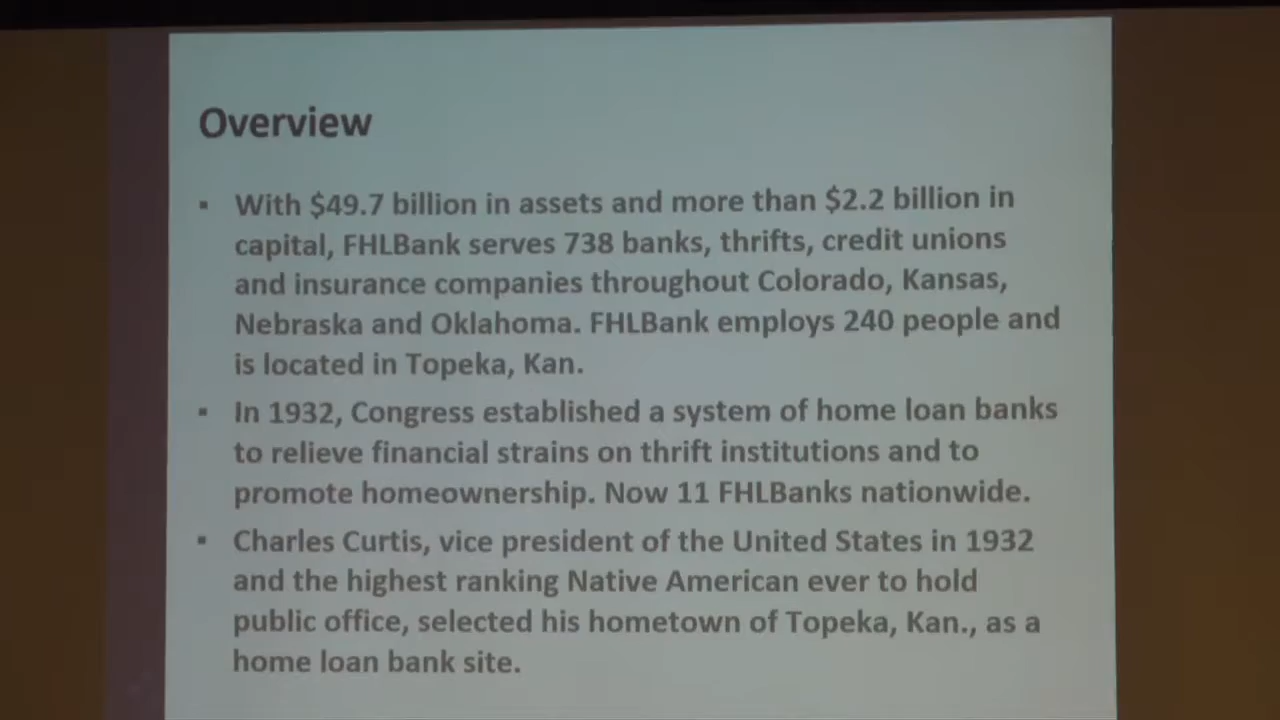 Overview
▪ With $49.7 billion in assets and more than $2.2 billion in
capital, FHLBank serves 738 banks, thrifts, credit unions
and insurance companies throughout Colorado, Kansas,
Nebraska and Oklahoma. FHLBank employs 240 people and
is located in Topeka, Kan.
▪ In 1932, Congress established a system of home loan banks
to relieve financial strains on thrift institutions and to
promote homeownership. Now 11 FHLBanks nationwide.
▪ Charles Curtis, vice president of the United States in 1932
and the highest ranking Native American ever to hold
public office, selected his hometown of Topeka, Kan., as a
home loan bank site.